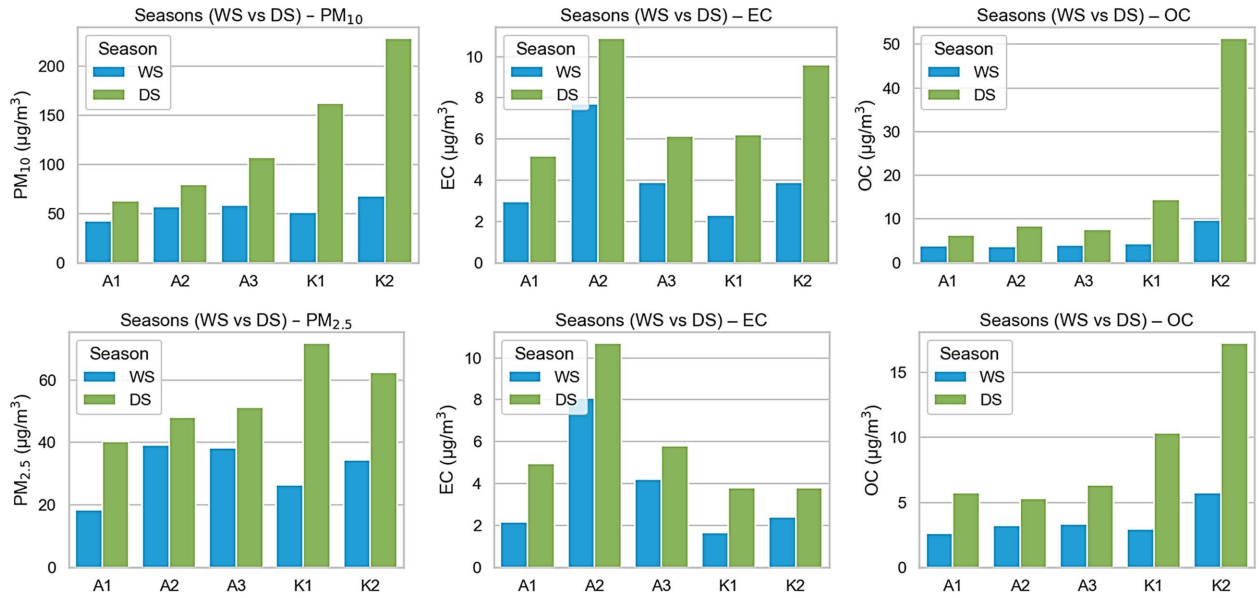 Seasons (WS vs DS) – PM₁₀
Season
WS
DS
PM₁₀ (µg/m³)
200
150
100
50
0
A1 A2 A3 K1 K2
Seasons (WS vs DS) – EC
Season
WS
DS
EC (µg/m³)
10
8
6
4
2
0
A1 A2 A3 K1 K2
Seasons (WS vs DS) – OC
Season
WS
DS
OC (µg/m³)
50
40
30
20
10
0
A1 A2 A3 K1 K2
Seasons (WS vs DS) – PM₂.₅
Season
WS
DS
PM₂.₅ (µg/m³)
60
40
20
0
A1 A2 A3 K1 K2
Seasons (WS vs DS) – EC
Season
WS
DS
EC (µg/m³)
10
8
6
4
2
0
A1 A2 A3 K1 K2
Seasons (WS vs DS) – OC
Season
WS
DS
OC (µg/m³)
15
10
5
0
A1 A2 A3 K1 K2